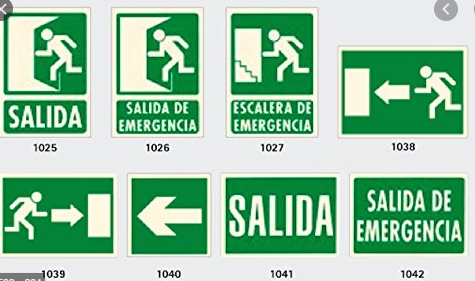 SALIDA
SALIDA DE
EMERGENCIA
ESCALERA DE
EMERGENCIA
1025
1026
1027
1038
SALIDA
SALIDA DE
EMERGENCIA
1039
1040
1041
1042